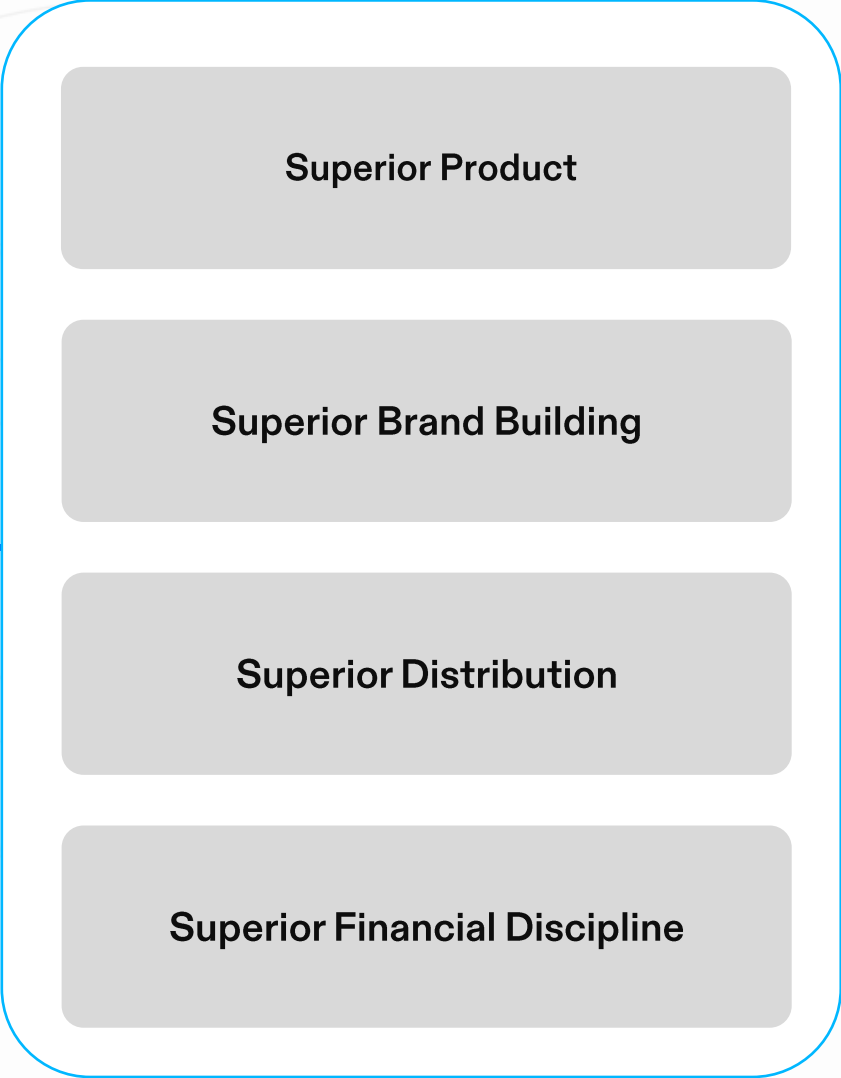 Superior Product
Superior Brand Building
Superior Distribution
Superior Financial Discipline